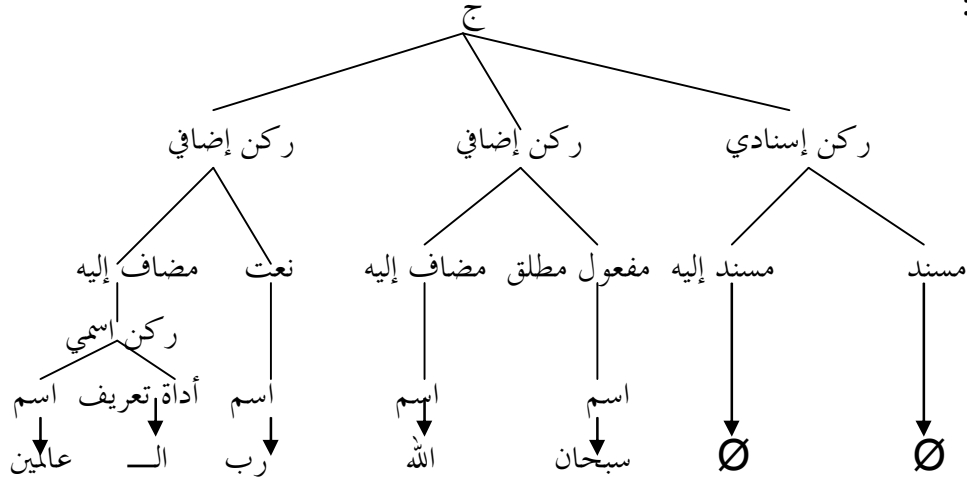 :
ج
ركن إسنادي ركن إضافي ركن إضافي
مسند مسند إليه مفعول مطلق مضاف إليه نعت مضاف إليه
ركن اسمي
اسم اسم اسم أداة تعريف اسم
Ø Ø سبحان الله رب الــ عالمين